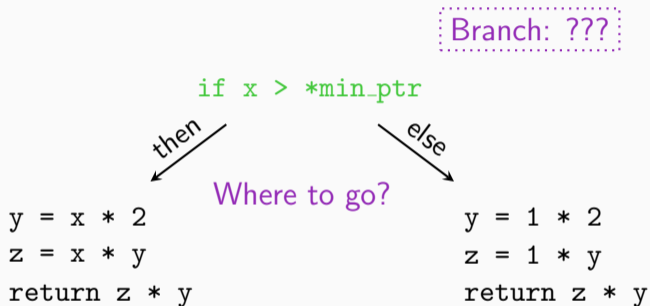 Branch: ???
if x > *min_ptr
then
else
Where to go?
y = x * 2
z = x * y
return z * y
y = 1 * 2
z = 1 * y
return z * y